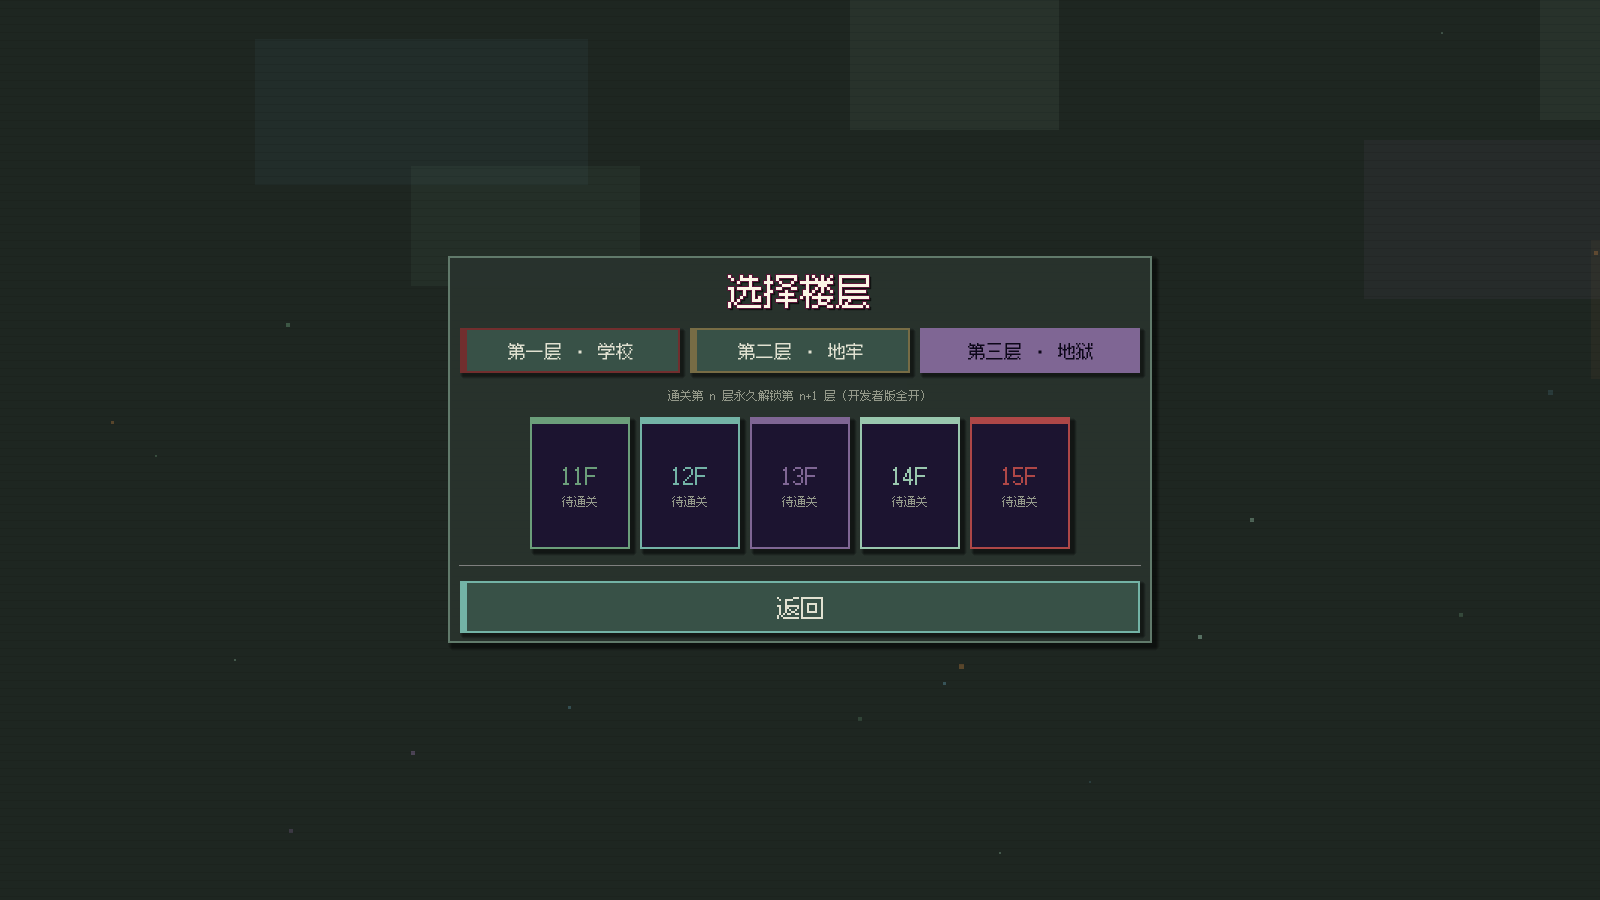 选择楼层
第一层 · 学校
第二层 · 地牢
第三层 · 地狱
通关第 n 层永久解锁第 n+1 层（开发者版全开）
11F
待通关
12F
待通关
13F
待通关
14F
待通关
15F
待通关
返回